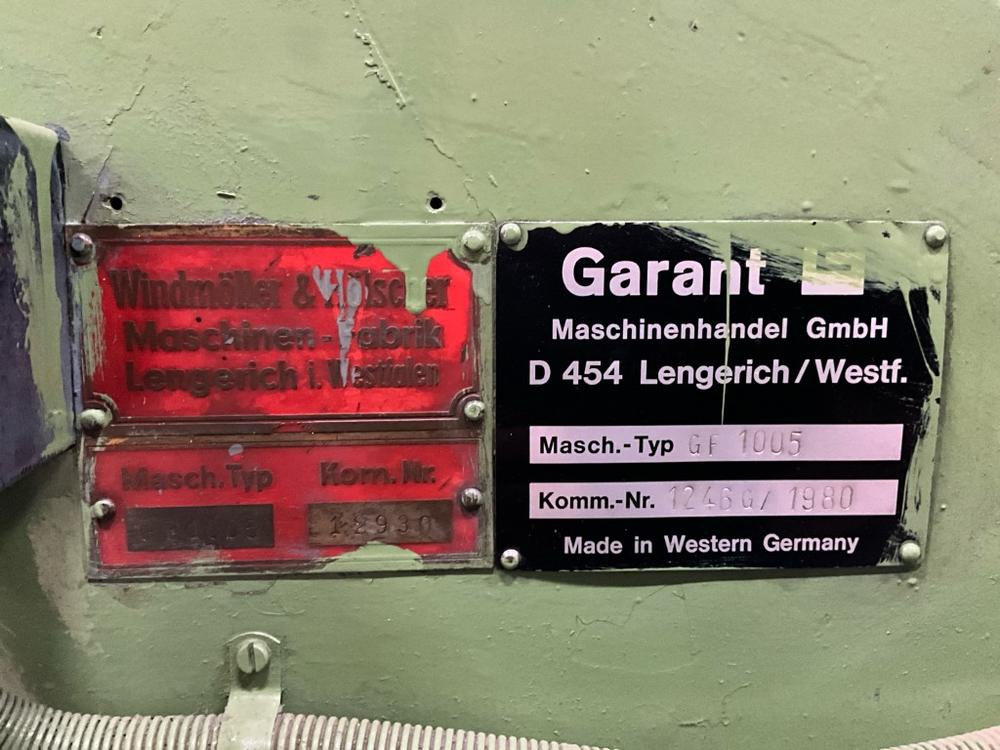 Windmöller & Hölscher
Maschinen-Fabrik
Lengerich i. Westfalen
Masch.Typ Kom. Nr.
Garant
Maschinenhandel GmbH
D 454 Lengerich/Westf.
Masch.-Typ GF 1005
Komm.-Nr. / 1980
Made in Western Germany